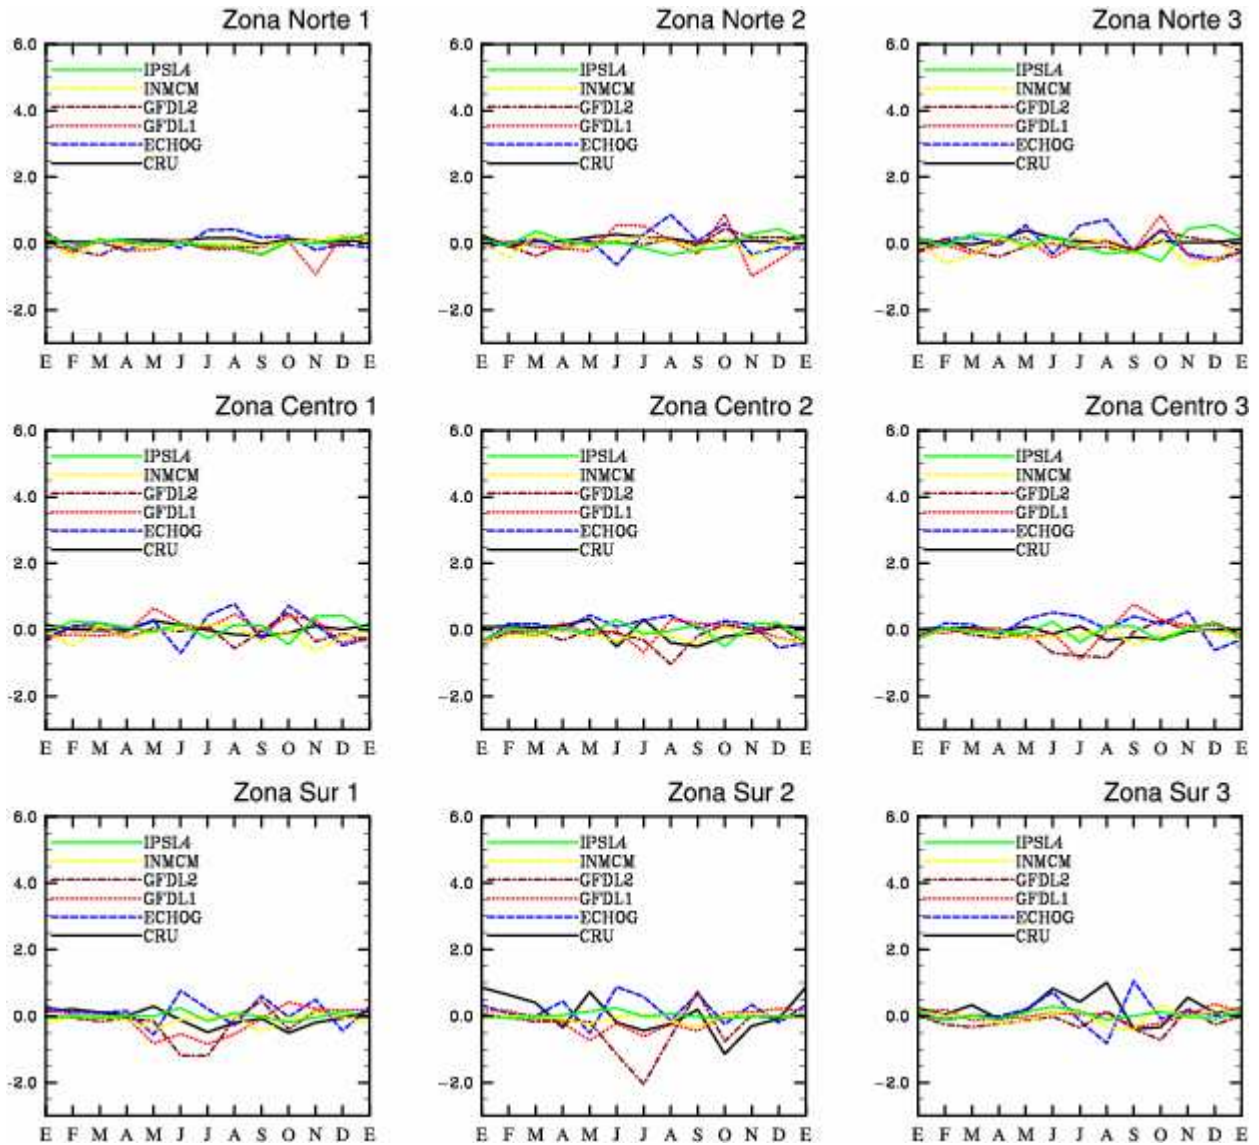 Zona Norte 1
6.0
4.0
2.0
0.0
−2.0
IPSL4
INMCM
GFDL2
GFDL1
ECHOG
CRU
E F M A M J J A S O N D E
Zona Norte 2
6.0
4.0
2.0
0.0
−2.0
IPSL4
INMCM
GFDL2
GFDL1
ECHOG
CRU
E F M A M J J A S O N D E
Zona Norte 3
6.0
4.0
2.0
0.0
−2.0
IPSL4
INMCM
GFDL2
GFDL1
ECHOG
CRU
E F M A M J J A S O N D E
Zona Centro 1
6.0
4.0
2.0
0.0
−2.0
IPSL4
INMCM
GFDL2
GFDL1
ECHOG
CRU
E F M A M J J A S O N D E
Zona Centro 2
6.0
4.0
2.0
0.0
−2.0
IPSL4
INMCM
GFDL2
GFDL1
ECHOG
CRU
E F M A M J J A S O N D E
Zona Centro 3
6.0
4.0
2.0
0.0
−2.0
IPSL4
INMCM
GFDL2
GFDL1
ECHOG
CRU
E F M A M J J A S O N D E
Zona Sur 1
6.0
4.0
2.0
0.0
−2.0
IPSL4
INMCM
GFDL2
GFDL1
ECHOG
CRU
E F M A M J J A S O N D E
Zona Sur 2
6.0
4.0
2.0
0.0
−2.0
IPSL4
INMCM
GFDL2
GFDL1
ECHOG
CRU
E F M A M J J A S O N D E
Zona Sur 3
6.0
4.0
2.0
0.0
−2.0
IPSL4
INMCM
GFDL2
GFDL1
ECHOG
CRU
E F M A M J J A S O N D E